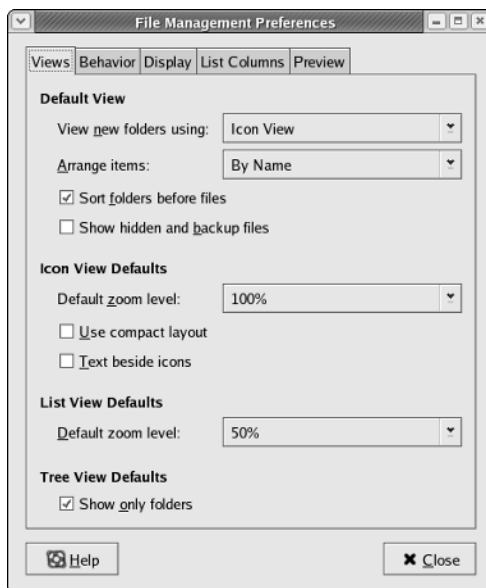 File Management Preferences
Views Behavior Display List Columns Preview
Default View
View new folders using: Icon View
Arrange items: By Name
Sort folders before files
Show hidden and backup files
Icon View Defaults
Default zoom level: 100%
Use compact layout
Text beside icons
List View Defaults
Default zoom level: 50%
Tree View Defaults
Show only folders
Help Close